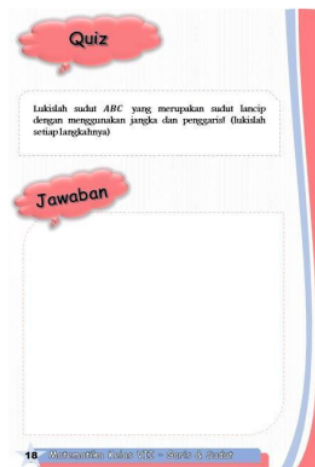 Quiz
Lukislah sudut ABC yang merupakan sudut lancip
dengan menggunakan jangka dan penggaris! (lukislah
setiap langkahnya)
Jawaban
18 Matematika Kelas VII - Garis & Sudut